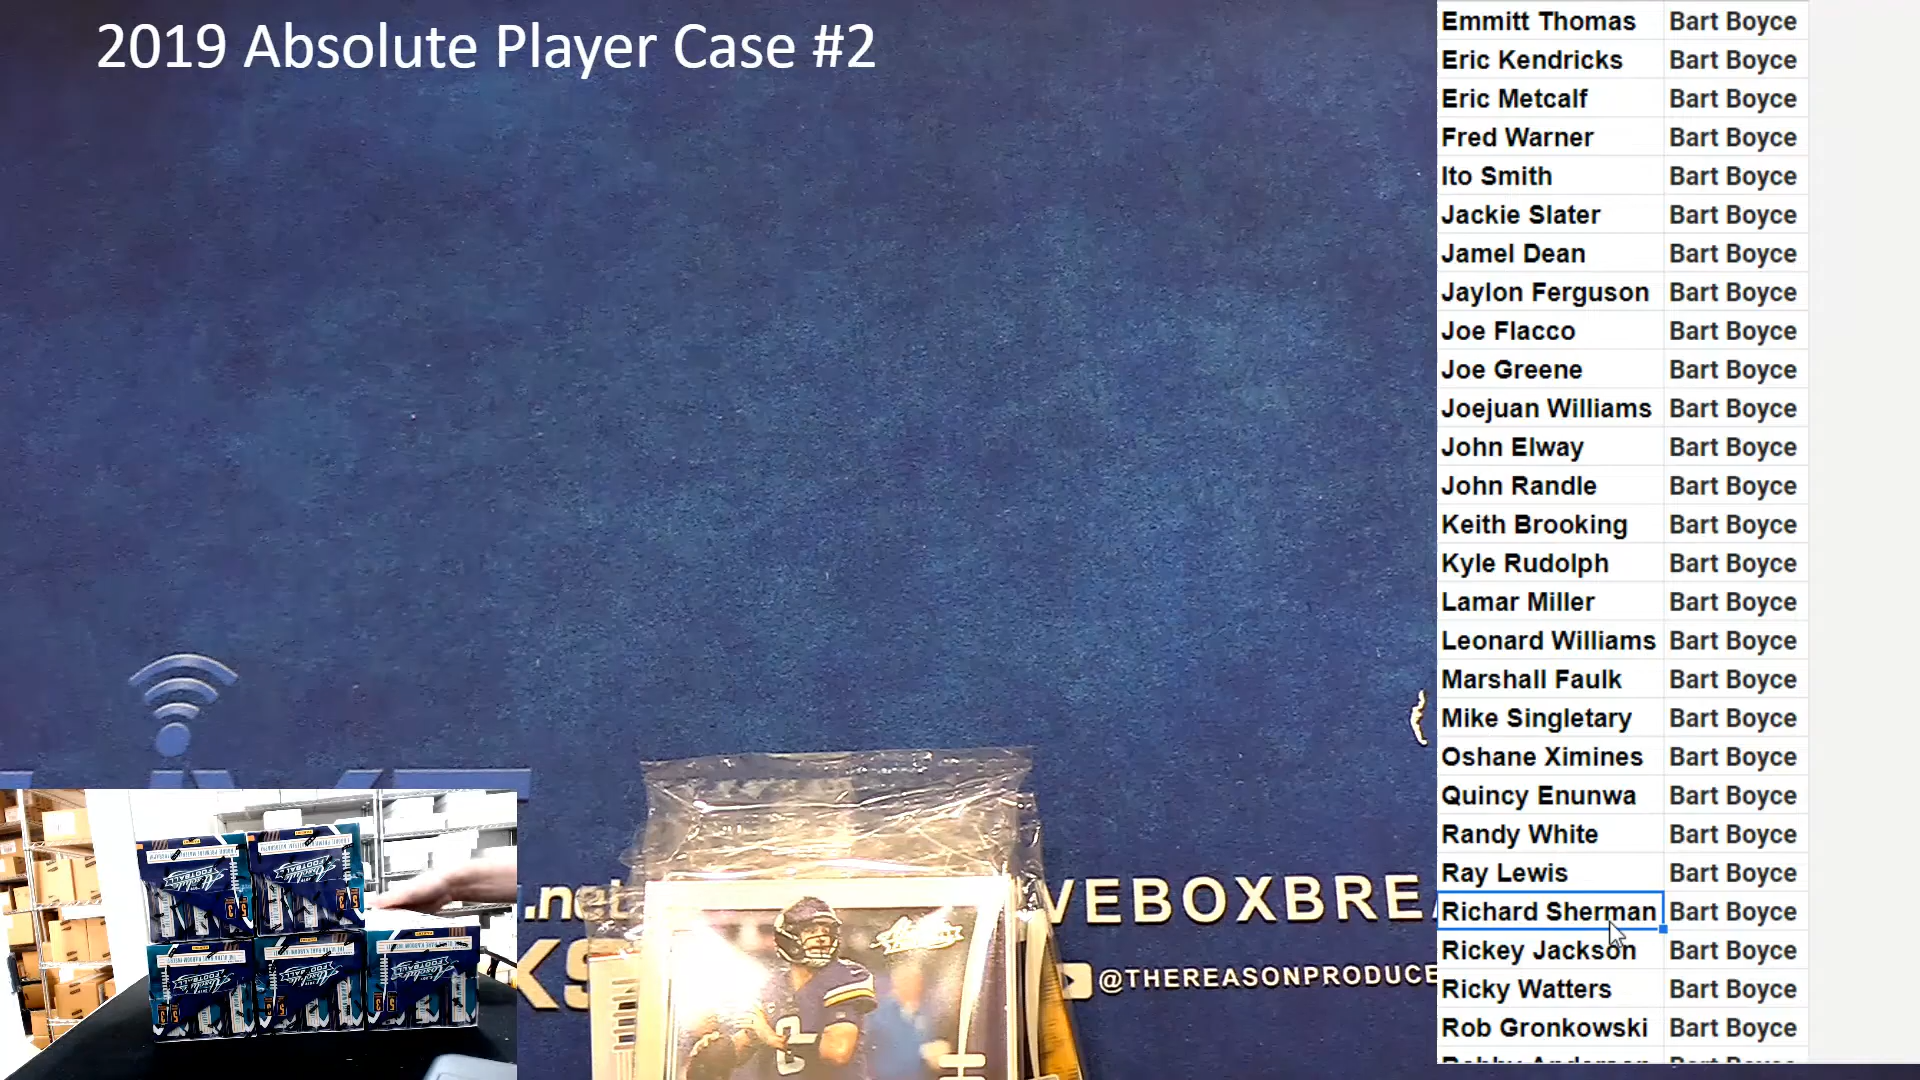 2019 Absolute Player Case #2
Emmitt Thomas Bart Boyce
Eric Kendricks Bart Boyce
Eric Metcalf Bart Boyce
Fred Warner Bart Boyce
Ito Smith Bart Boyce
Jackie Slater Bart Boyce
Jamel Dean Bart Boyce
Jaylon Ferguson Bart Boyce
Joe Flacco Bart Boyce
Joe Greene Bart Boyce
Joejuan Williams Bart Boyce
John Elway Bart Boyce
John Randle Bart Boyce
Keith Brooking Bart Boyce
Kyle Rudolph Bart Boyce
Lamar Miller Bart Boyce
Leonard Williams Bart Boyce
Marshall Faulk Bart Boyce
Mike Singletary Bart Boyce
Oshane Ximines Bart Boyce
Quincy Enunwa Bart Boyce
Randy White Bart Boyce
Ray Lewis Bart Boyce
Richard Sherman Bart Boyce
Rickey Jackson Bart Boyce
Ricky Watters Bart Boyce
Rob Gronkowski Bart Boyce
.net
VEBOXBREA
KS
@THEREASONPRODUCE
Absolute
FOOTBALL